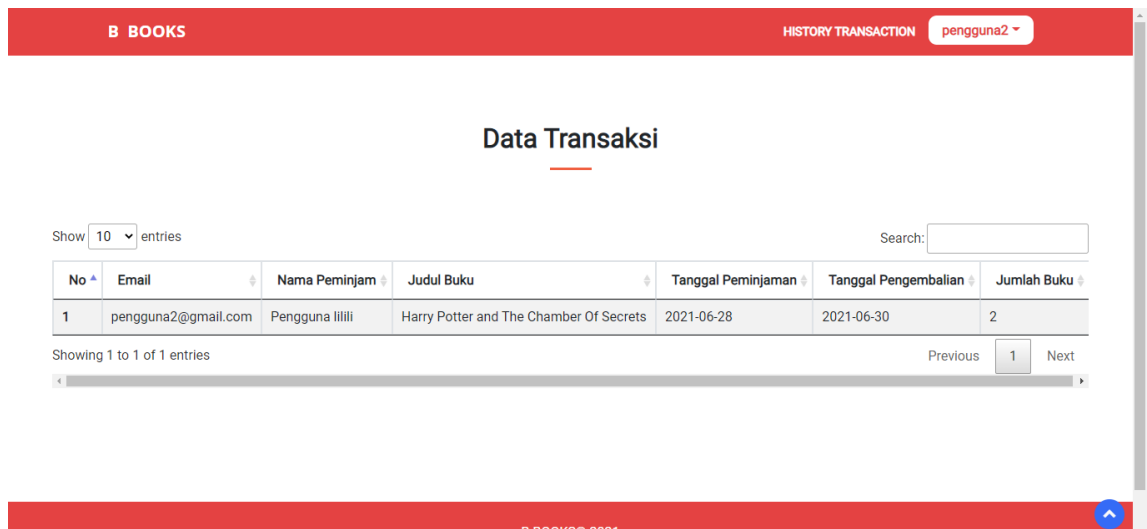 B BOOKS HISTORY TRANSACTION pengguna2
Data Transaksi
Show 10 entries Search:
No Email Nama Peminjam Judul Buku Tanggal Peminjaman Tanggal Pengembalian Jumlah Buku
1 pengguna2@gmail.com Pengguna lilili Harry Potter and The Chamber Of Secrets 2021-06-28 2021-06-30 2
Showing 1 to 1 of 1 entries Previous 1 Next
B BOOKS© 2021